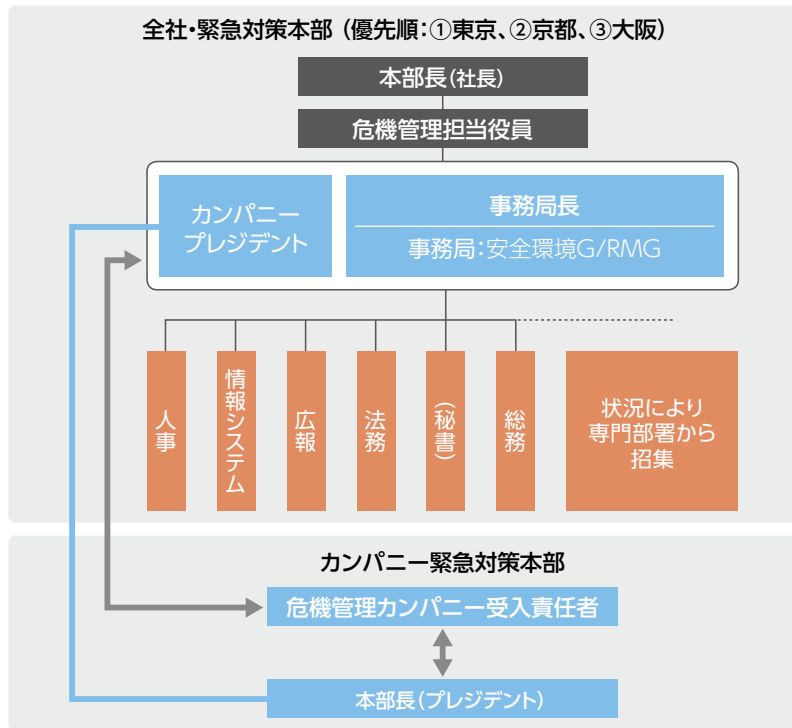 全社・緊急対策本部（優先順：①東京、②京都、③大阪）
本部長（社長）
危機管理担当役員
カンパニー
プレジデント
事務局長
事務局：安全環境G/RMG
人事
情報システム
広報
法務
（秘書）
総務
状況により
専門部署から
招集
カンパニー緊急対策本部
危機管理カンパニー受入責任者
本部長（プレジデント）